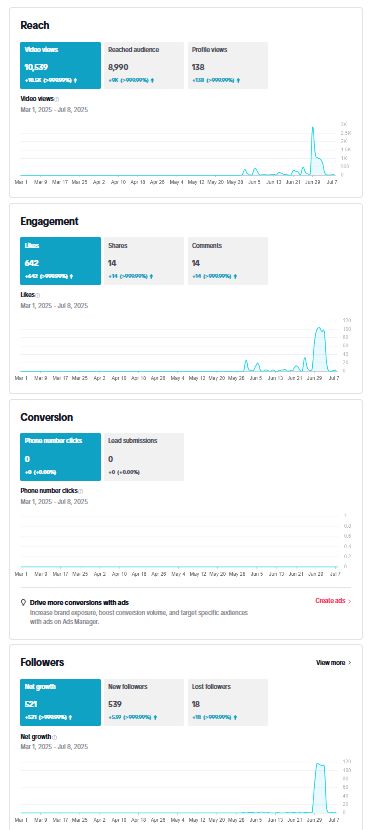 Reach
Video views Reached audience Profile views
10,539 8,990 138
+10.5K (>999.99%) +9K (>999.99%) +138 (>999.99%)
Video views
Mar 1, 2025 - Jul 8, 2025
3K
2.5K
2K
1.5K
1K
500
0
Mar 1 Mar 9 Mar 17 Mar 25 Apr 2 Apr 10 Apr 18 Apr 26 May 4 May 12 May 20 May 28 Jun 5 Jun 13 Jun 21 Jun 29 Jul 7
Engagement
Likes Shares Comments
642 14 14
+642 (>999.99%) +14 (>999.99%) +14 (>999.99%)
Likes
Mar 1, 2025 - Jul 8, 2025
120
100
80
60
40
20
0
Mar 1 Mar 9 Mar 17 Mar 25 Apr 2 Apr 10 Apr 18 Apr 26 May 4 May 12 May 20 May 28 Jun 5 Jun 13 Jun 21 Jun 29 Jul 7
Conversion
Phone number clicks Lead submissions
0 0
+0 (+0.00%) +0 (+0.00%)
Phone number clicks
Mar 1, 2025 - Jul 8, 2025
1
0.8
0.6
0.4
0.2
0
Mar 1 Mar 9 Mar 17 Mar 25 Apr 2 Apr 10 Apr 18 Apr 26 May 4 May 12 May 20 May 28 Jun 5 Jun 13 Jun 21 Jun 29 Jul 7
Drive more conversions with ads Create ads >
Increase brand exposure, boost conversion volume, and target specific audiences
with ads on Ads Manager.
Followers View more >
Net growth New followers Lost followers
521 539 18
+521 (>999.99%) +539 (>999.99%) +18 (>999.99%)
Net growth
Mar 1, 2025 - Jul 8, 2025
120
100
80
60
40
20
0
Mar 1 Mar 9 Mar 17 Mar 25 Apr 2 Apr 10 Apr 18 Apr 26 May 4 May 12 May 20 May 28 Jun 5 Jun 13 Jun 21 Jun 29 Jul 7